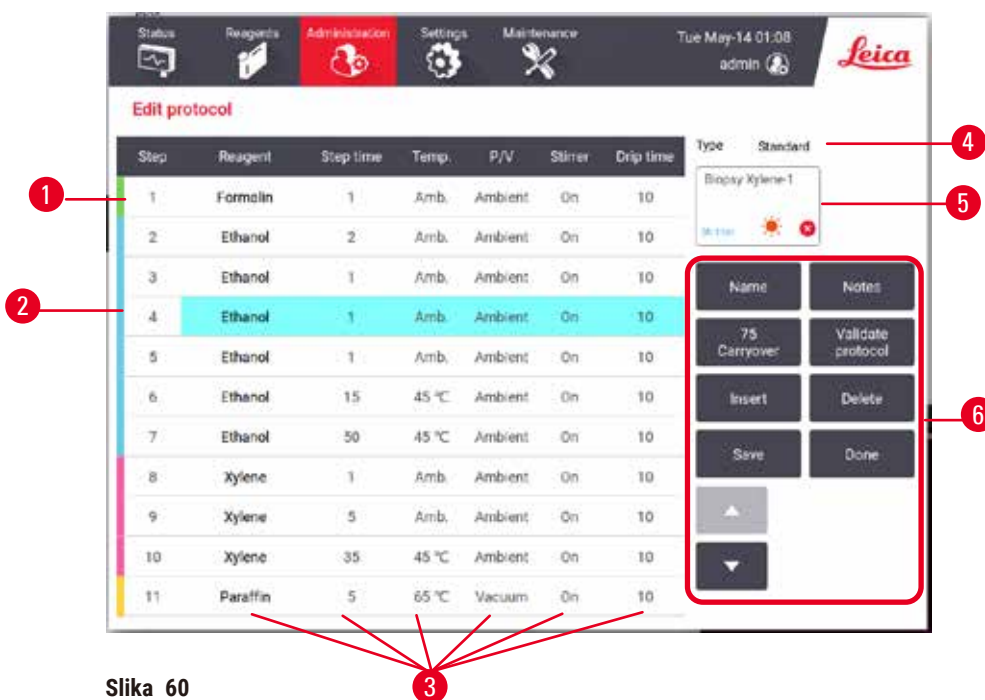 Status Reagents Administration Settings Maintenance Tue May-14 01:08
admin Leica
Edit protocol
Step Reagent Step time Temp. P/V Stirrer Drip time
Type Standard 4
1 1 Formalin 1 Amb. Ambient On 10
Biopsy Xylene-1 5
2 Ethanol 2 Amb. Ambient On 10
3 Ethanol 1 Amb. Ambient On 10
Name Notes
2 4 Ethanol 1 Amb. Ambient On 10
75 Carryover Validate protocol
5 Ethanol 1 Amb. Ambient On 10
6 Ethanol 15 45 °C Ambient On 10
Insert Delete 6
7 Ethanol 50 45 °C Ambient On 10
Save Done
8 Xylene 1 Amb. Ambient On 10
9 Xylene 5 Amb. Ambient On 10
10 Xylene 35 45 °C Ambient On 10
11 Paraffin 5 65 °C Vacuum On 10
Slika 60 3